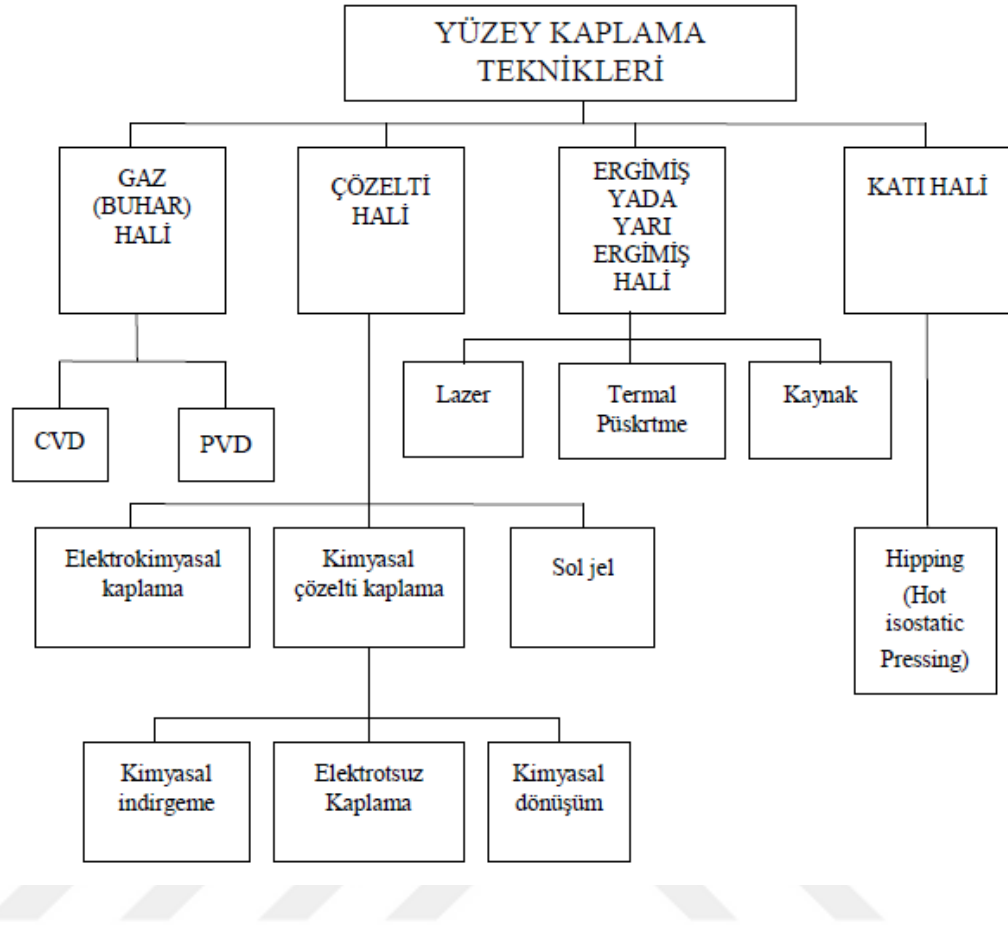 YÜZEY KAPLAMA
TEKNİKLERİ
GAZ
(BUHAR)
HALİ
ÇÖZELTİ
HALİ
ERGİMİŞ
YADA
YARI
ERGİMİŞ
HALİ
KATI HALİ
Lazer
Termal
Püskrtme
Kaynak
CVD
PVD
Elektrokimyasal
kaplama
Kimyasal
çözelti kaplama
Sol jel
Hipping
(Hot
isostatic
Pressing)
Kimyasal
indirgeme
Elektrotsuz
Kaplama
Kimyasal
dönüşüm